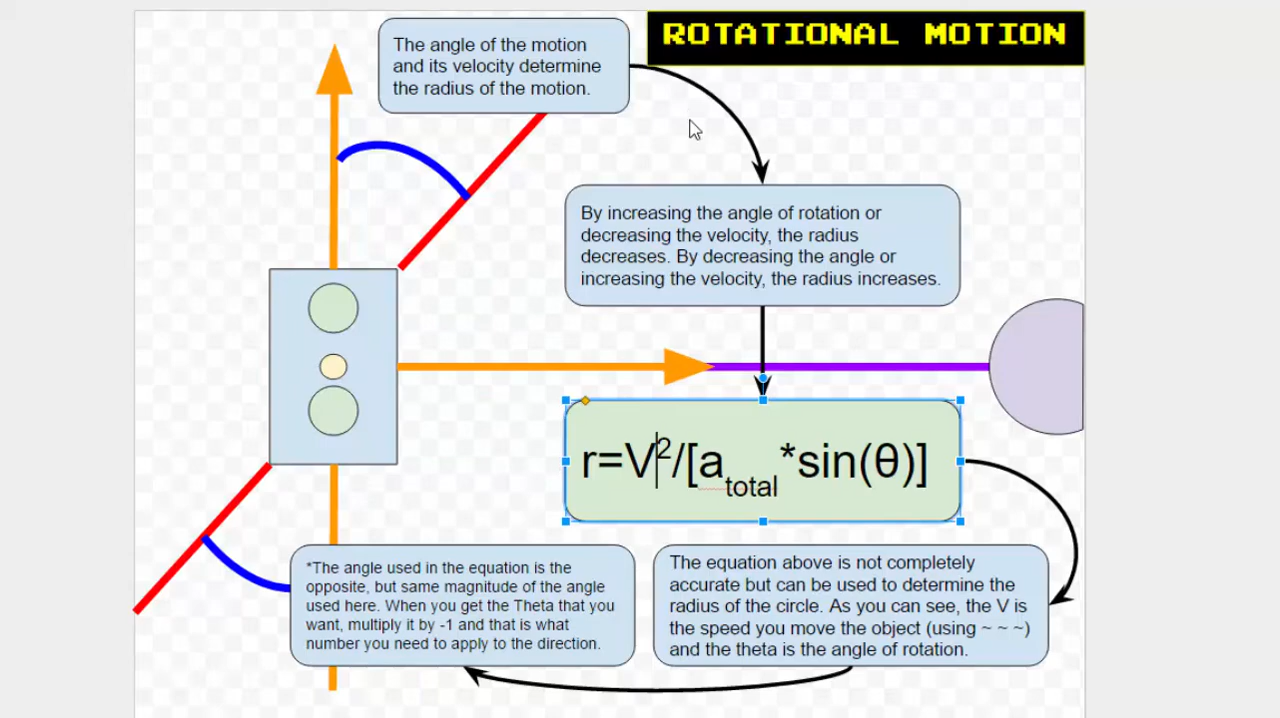 ROTATIONAL MOTION
The angle of the motion
and its velocity determine
the radius of the motion.
By increasing the angle of rotation or
decreasing the velocity, the radius
decreases. By decreasing the angle or
increasing the velocity, the radius increases.
r=V²/[a_total*sin(θ)]
The equation above is not completely
accurate but can be used to determine the
radius of the circle. As you can see, the V is
the speed you move the object (using ~ ~ ~)
and the theta is the angle of rotation.
*The angle used in the equation is the
opposite, but same magnitude of the angle
used here. When you get the Theta that you
want, multiply it by -1 and that is what
number you need to apply to the direction.